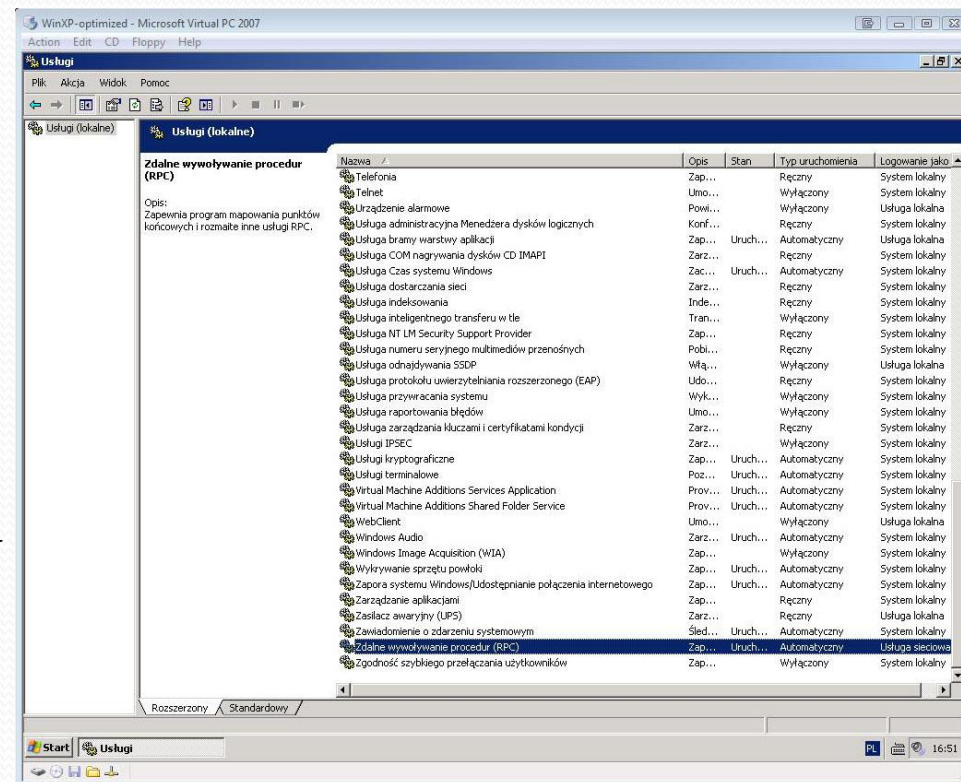 WinXP-optimized - Microsoft Virtual PC 2007
Action Edit CD Floppy Help
Usługi
Plik Akcja Widok Pomoc
Usługi (lokalne)
Usługi (lokalne)
Zdalne wywoływanie procedur
(RPC)
Opis:
Zapewnia program mapowania punktów
końcowych i rozmaite inne usługi RPC.
Nazwa Opis Stan Typ uruchomienia Logowanie jako
Telefonia Zap... Ręczny System lokalny
Telnet Umo... Wyłączony System lokalny
Urządzenie alarmowe Powi... Wyłączony Usługa lokalna
Usługa administracyjna Menedżera dysków logicznych Konf... Ręczny System lokalny
Usługa bramy warstwy aplikacji Zap... Uruch... Automatyczny Usługa lokalna
Usługa COM nagrywania dysków CD IMAPI Zarz... Ręczny System lokalny
Usługa Czas systemu Windows Zac... Uruch... Automatyczny System lokalny
Usługa dostarczania sieci Zarz... Ręczny System lokalny
Usługa indeksowania Inde... Ręczny System lokalny
Usługa inteligentnego transferu w tle Tran... Wyłączony System lokalny
Usługa NT LM Security Support Provider Zap... Ręczny System lokalny
Usługa numeru seryjnego multimediów przenośnych Pobi... Ręczny System lokalny
Usługa odnajdywania SSDP Włą... Wyłączony Usługa lokalna
Usługa protokołu uwierzytelniania rozszerzonego (EAP) Udo... Ręczny System lokalny
Usługa przywracania systemu Wyk... Wyłączony System lokalny
Usługa raportowania błędów Umo... Wyłączony System lokalny
Usługa zarządzania kluczami i certyfikatami kondycji Zarz... Ręczny System lokalny
Usługi IPSEC Zarz... Wyłączony System lokalny
Usługi kryptograficzne Zap... Uruch... Automatyczny System lokalny
Usługi terminalowe Poz... Uruch... Automatyczny System lokalny
Virtual Machine Additions Services Application Prov... Uruch... Automatyczny System lokalny
Virtual Machine Additions Shared Folder Service Prov... Uruch... Automatyczny System lokalny
WebClient Umo... Wyłączony Usługa lokalna
Windows Audio Zarz... Uruch... Automatyczny System lokalny
Windows Image Acquisition (WIA) Zap... Wyłączony System lokalny
Wykrywanie sprzętu powłoki Zap... Uruch... Automatyczny System lokalny
Zapora systemu Windows/Udostępnianie połączenia internetowego Zap... Uruch... Automatyczny System lokalny
Zarządzanie aplikacjami Zap... Ręczny System lokalny
Zasilacz awaryjny (UPS) Zarz... Ręczny Usługa lokalna
Zawiadomienie o zdarzeniu systemowym Śled... Uruch... Automatyczny System lokalny
Zdalne wywoływanie procedur (RPC) Zap... Uruch... Automatyczny Usługa sieciowa
Zgodność szybkiego przełączania użytkowników Zap... Wyłączony System lokalny
Rozszerzony Standardowy
Start Usługi PL 16:51